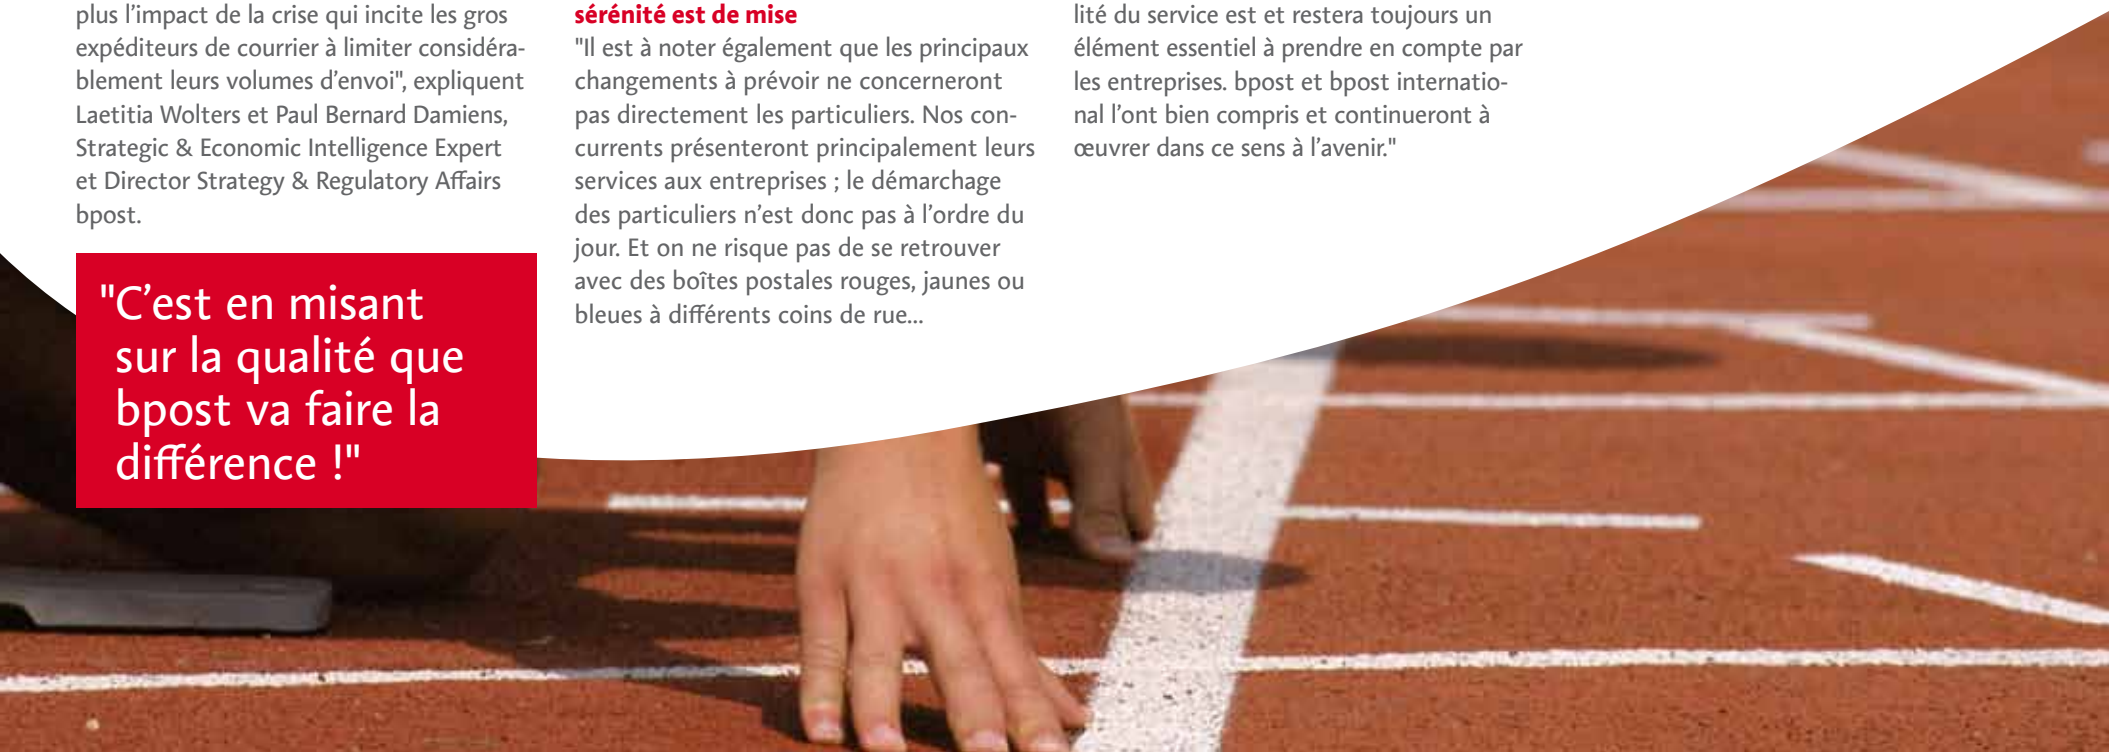 plus l’impact de la crise qui incite les gros
expéditeurs de courrier à limiter considéra-
blement leurs volumes d’envoi", expliquent
Laetitia Wolters et Paul Bernard Damiens,
Strategic & Economic Intelligence Expert
et Director Strategy & Regulatory Affairs
bpost.
"C’est en misant
sur la qualité que
bpost va faire la
différence !"
sérénité est de mise
"Il est à noter également que les principaux
changements à prévoir ne concerneront
pas directement les particuliers. Nos con-
currents présenteront principalement leurs
services aux entreprises ; le démarchage
des particuliers n’est donc pas à l’ordre du
jour. Et on ne risque pas de se retrouver
avec des boîtes postales rouges, jaunes ou
bleues à différents coins de rue...
lité du service est et restera toujours un
élément essentiel à prendre en compte par
les entreprises. bpost et bpost internatio-
nal l’ont bien compris et continueront à
œuvrer dans ce sens à l’avenir."